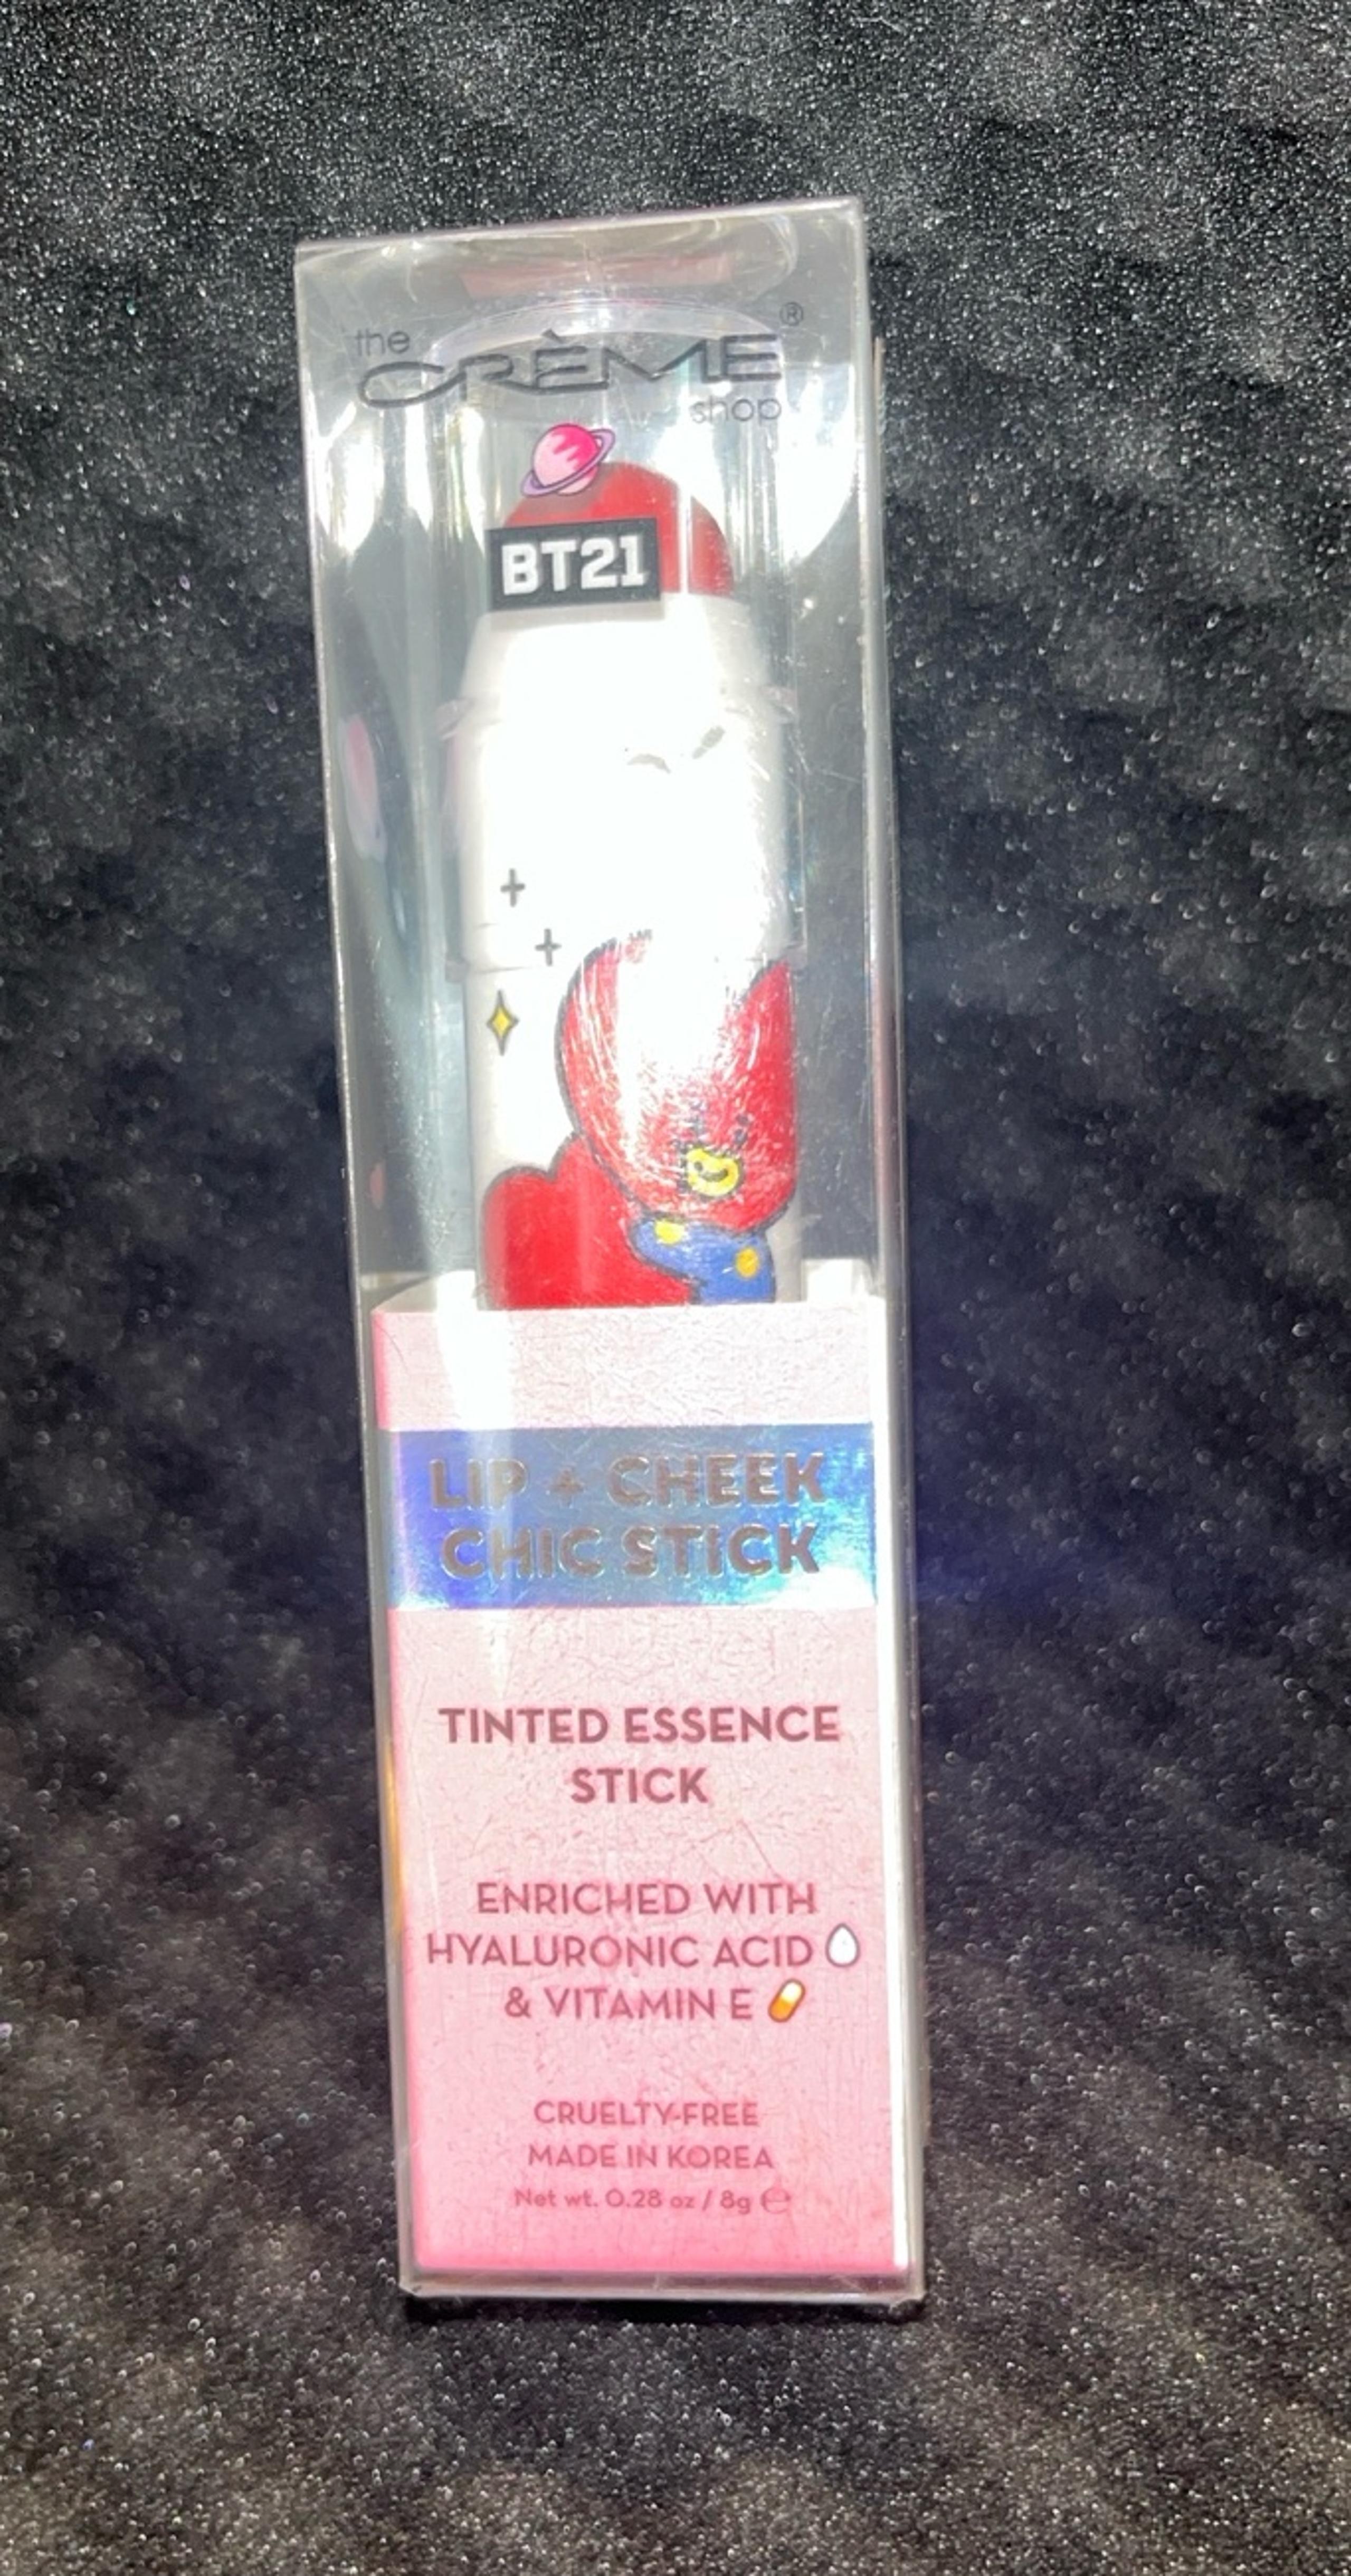 the
CRÈME®
shop
BT21
LIP + CHEEK
CHIC STICK
TINTED ESSENCE
STICK
ENRICHED WITH
HYALURONIC ACID
& VITAMIN E
CRUELTY-FREE
MADE IN KOREA
Net wt. 0.28 oz / 8g ℮